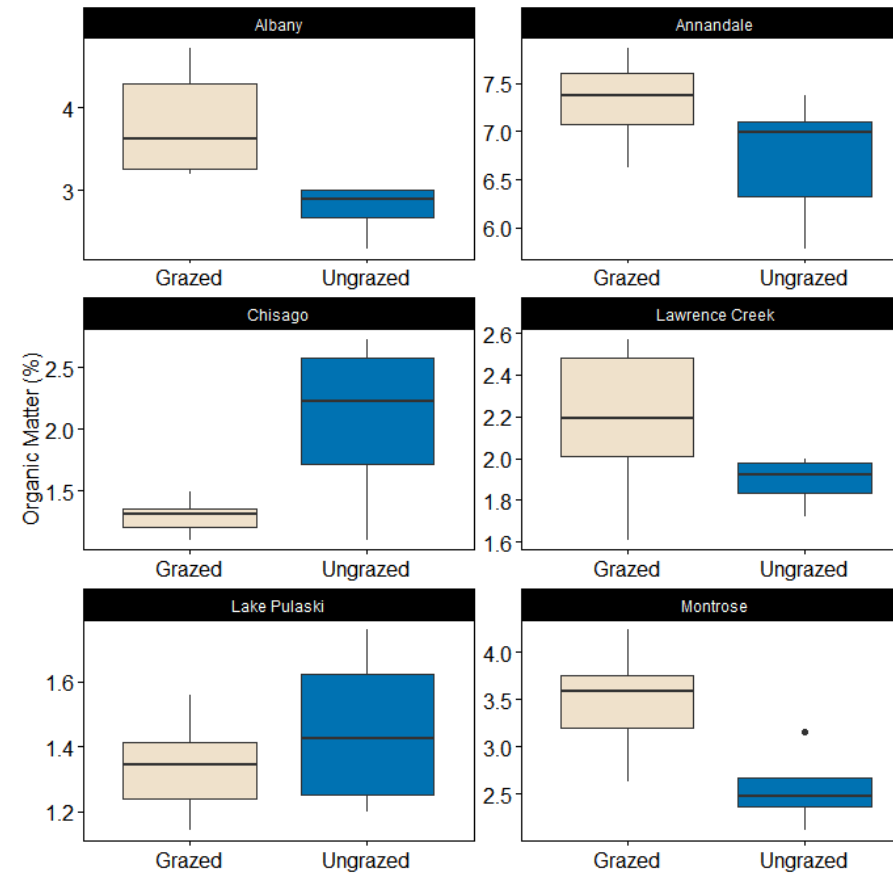 Albany
Annandale
4
3
7.5
7.0
6.5
6.0
Grazed Ungrazed
Grazed Ungrazed
Chisago
Lawrence Creek
Organic Matter (%)
2.5
2.0
1.5
2.6
2.4
2.2
2.0
1.8
1.6
Grazed Ungrazed
Grazed Ungrazed
Lake Pulaski
Montrose
1.6
1.4
1.2
4.0
3.5
3.0
2.5
Grazed Ungrazed
Grazed Ungrazed